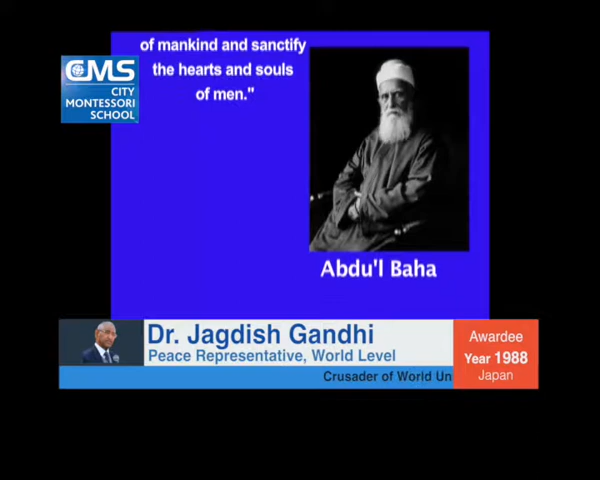 of mankind and sanctify
the hearts and souls
of men."
CMS
CITY
MONTESSORI
SCHOOL
Abdu'l Baha
Dr. Jagdish Gandhi
Peace Representative, World Level
Crusader of World Un
Awardee
Year 1988
Japan